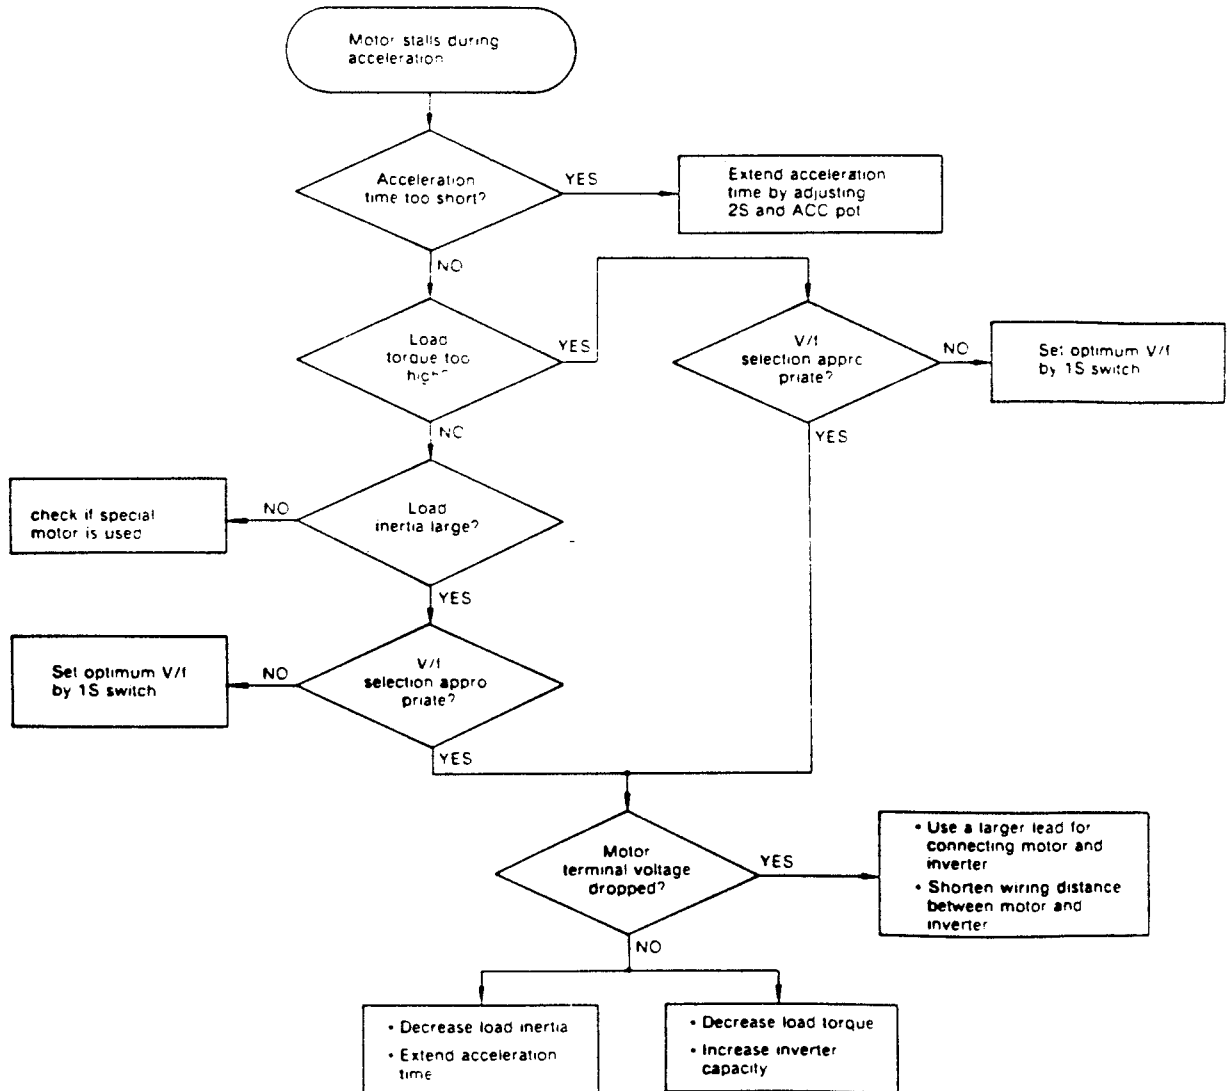 Motor stalls during
acceleration
Acceleration
time too short?
YES
Extend acceleration
time by adjusting
2S and ACC pot
NO
Load
torque too
high?
YES
V/f
selection appro
priate?
NO
Set optimum V/f
by 1S switch
YES
NO
Load
inertia large?
NO
check if special
motor is used
YES
V/f
selection appro
priate?
NO
Set optimum V/f
by 1S switch
YES
Motor
terminal voltage
dropped?
YES
• Use a larger lead for
connecting motor and
inverter
• Shorten wiring distance
between motor and
inverter
NO
• Decrease load inertia
• Extend acceleration
time
• Decrease load torque
• Increase inverter
capacity